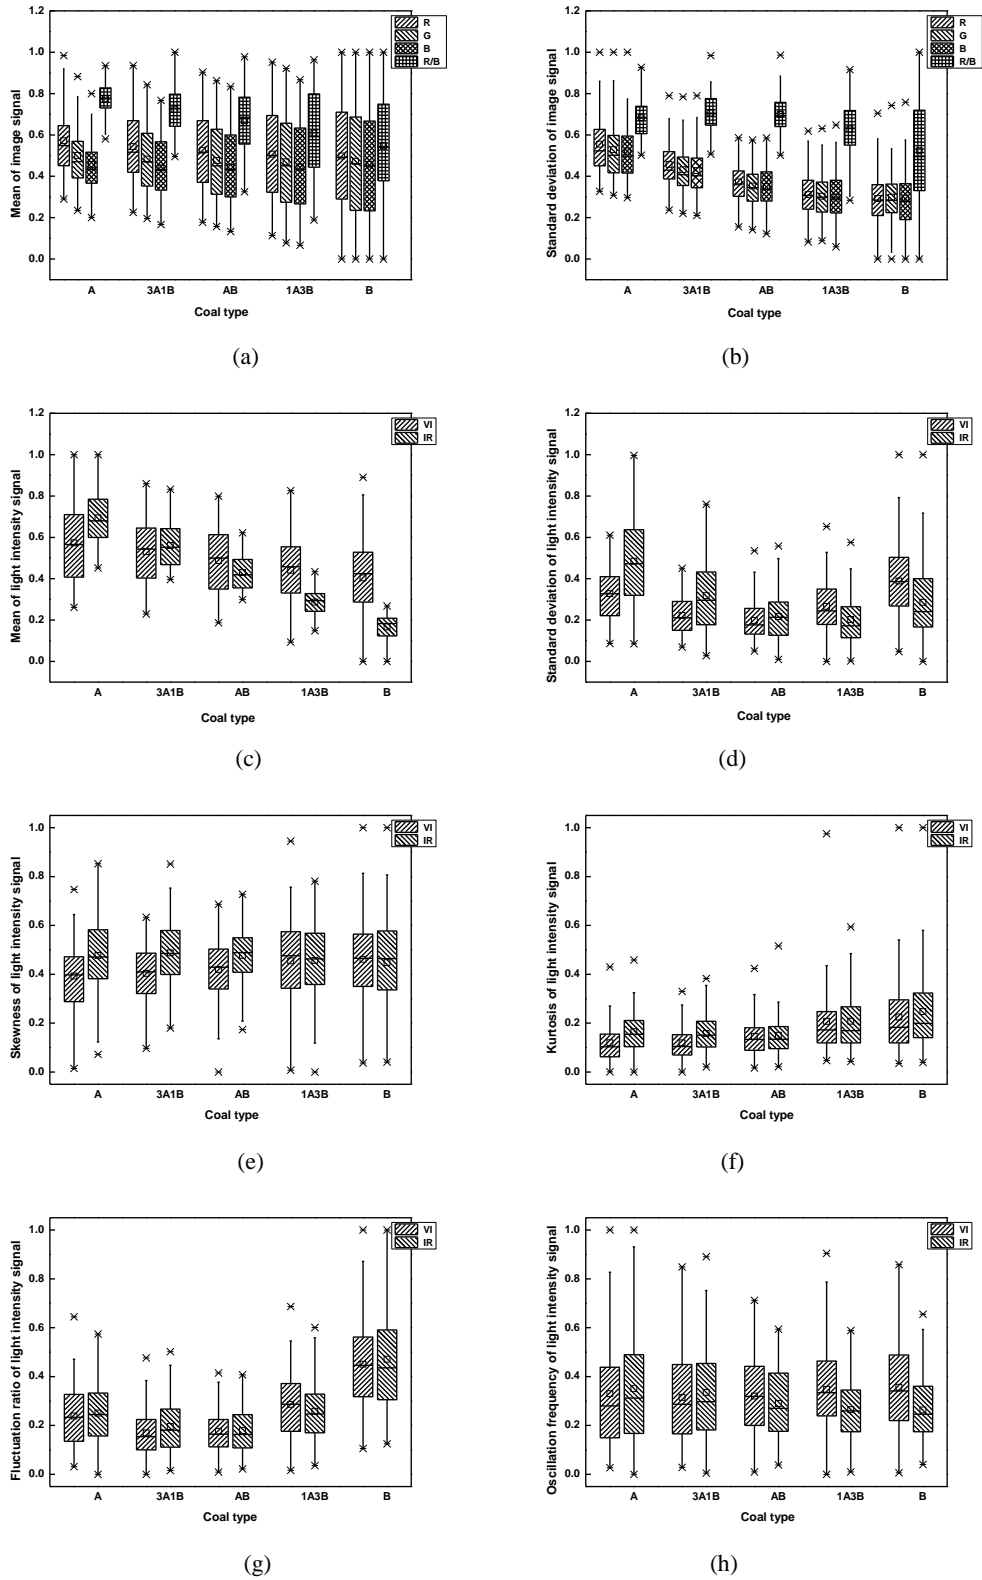 1.2
1.0
0.8
0.6
0.4
0.2
0.0
Mean of image signal
R
G
B
R/B
A 3A1B AB 1A3B B
Coal type
(a)
1.2
1.0
0.8
0.6
0.4
0.2
0.0
Standard deviation of image signal
R
G
B
R/B
A 3A1B AB 1A3B B
Coal type
(b)
1.2
1.0
0.8
0.6
0.4
0.2
0.0
Mean of light intensity signal
VI
IR
A 3A1B AB 1A3B B
Coal type
(c)
1.2
1.0
0.8
0.6
0.4
0.2
0.0
Standard deviation of light intensity signal
VI
IR
A 3A1B AB 1A3B B
Coal type
(d)
1.0
0.8
0.6
0.4
0.2
0.0
Skewness of light intensity signal
VI
IR
A 3A1B AB 1A3B B
Coal type
(e)
1.0
0.8
0.6
0.4
0.2
0.0
Kurtosis of light intensity signal
VI
IR
A 3A1B AB 1A3B B
Coal type
(f)
1.0
0.8
0.6
0.4
0.2
0.0
Fluctuation ratio of light intensity signal
VI
IR
A 3A1B AB 1A3B B
Coal type
(g)
1.0
0.8
0.6
0.4
0.2
0.0
Oscillation frequency of light intensity signal
VI
IR
A 3A1B AB 1A3B B
Coal type
(h)